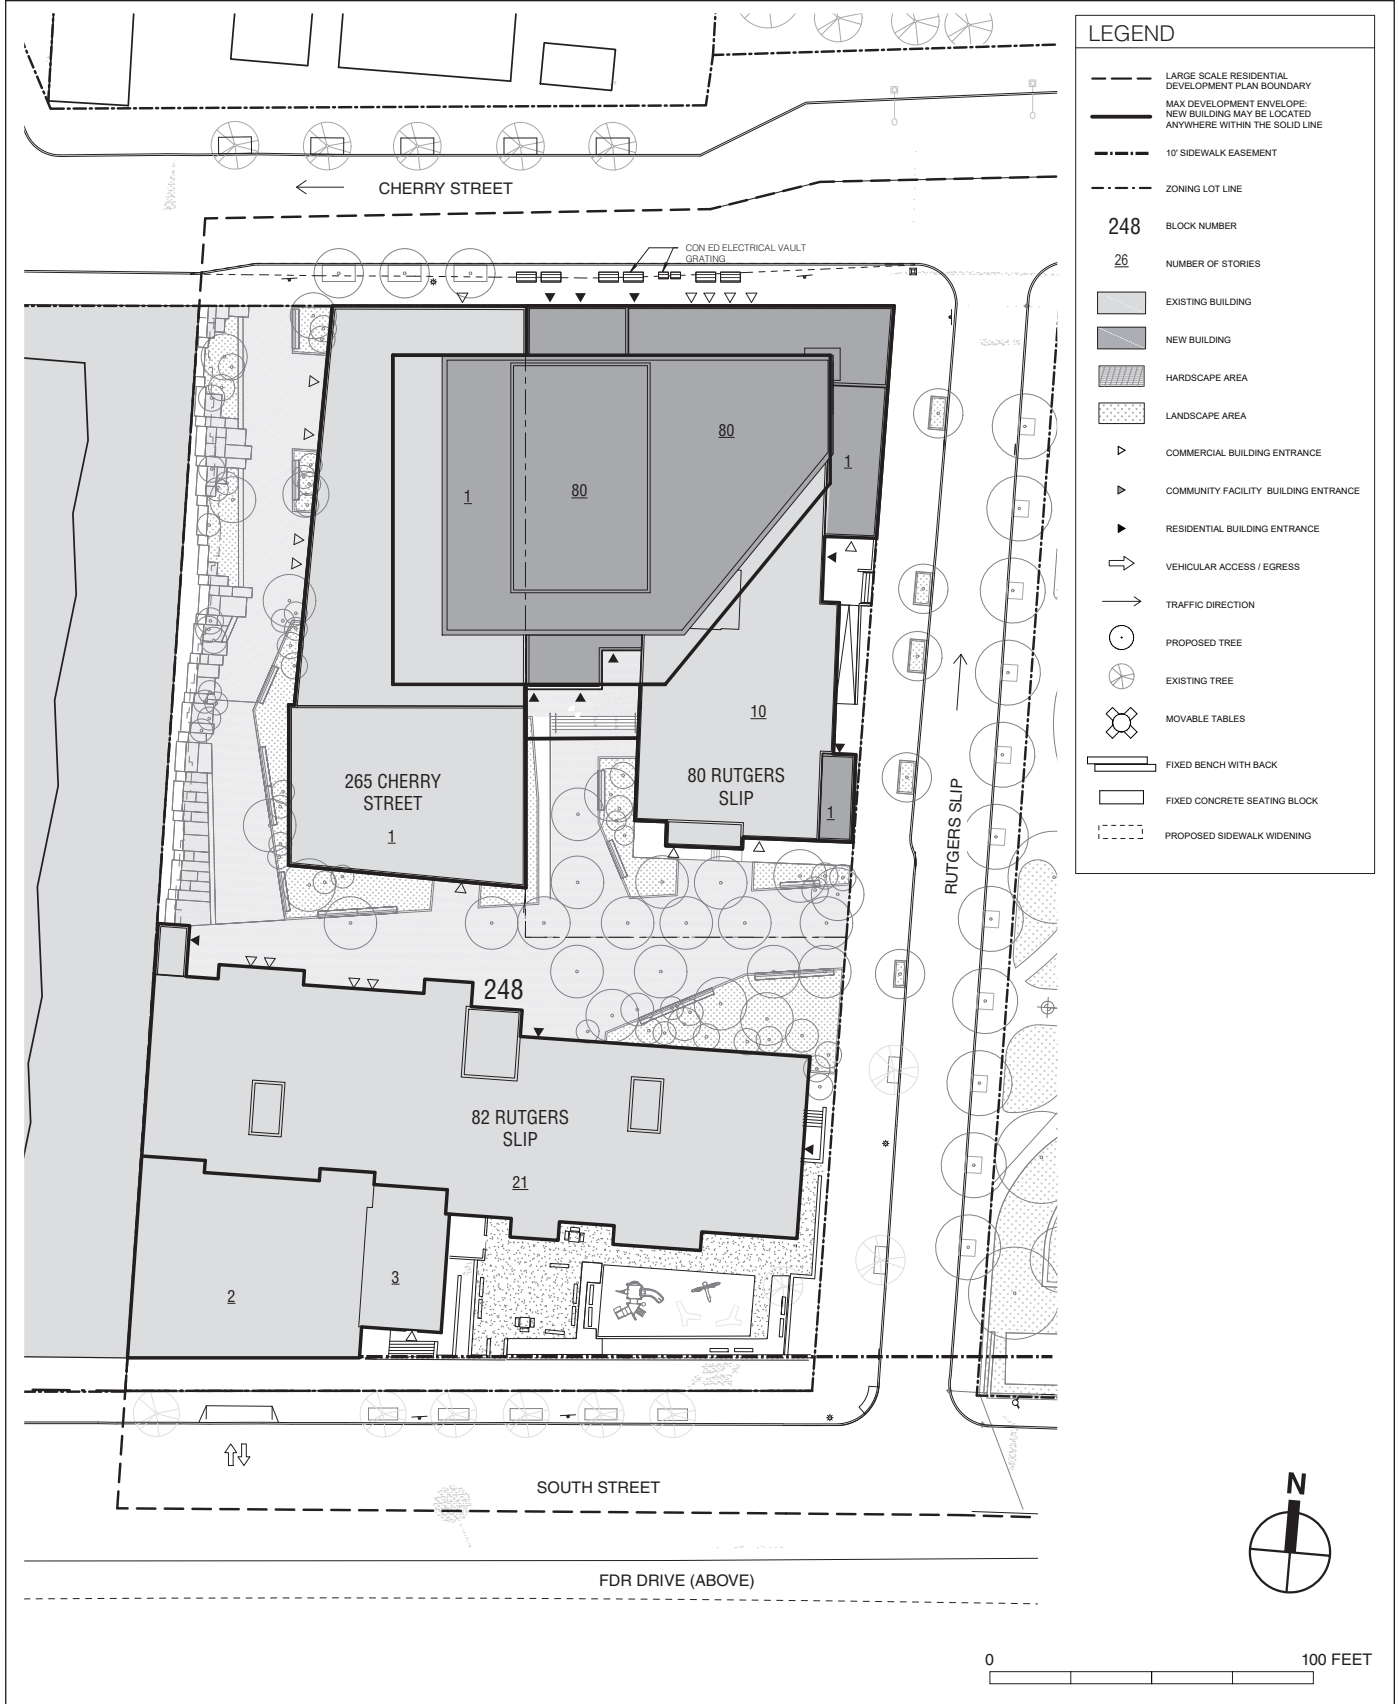 LEGEND
LARGE SCALE RESIDENTIAL
DEVELOPMENT PLAN BOUNDARY
MAX DEVELOPMENT ENVELOPE:
NEW BUILDING MAY BE LOCATED
ANYWHERE WITHIN THE SOLID LINE
10' SIDEWALK EASEMENT
ZONING LOT LINE
248 BLOCK NUMBER
26 NUMBER OF STORIES
EXISTING BUILDING
NEW BUILDING
HARDSCAPE AREA
LANDSCAPE AREA
COMMERCIAL BUILDING ENTRANCE
COMMUNITY FACILITY BUILDING ENTRANCE
RESIDENTIAL BUILDING ENTRANCE
VEHICULAR ACCESS / EGRESS
TRAFFIC DIRECTION
PROPOSED TREE
EXISTING TREE
MOVABLE TABLES
FIXED BENCH WITH BACK
FIXED CONCRETE SEATING BLOCK
PROPOSED SIDEWALK WIDENING
CHERRY STREET
CON ED ELECTRICAL VAULT
GRATING
80
1
1
80
10
265 CHERRY
STREET
1
80 RUTGERS
SLIP
1
RUTGERS SLIP
248
82 RUTGERS
SLIP
21
3
2
SOUTH STREET
FDR DRIVE (ABOVE)
N
0 100 FEET